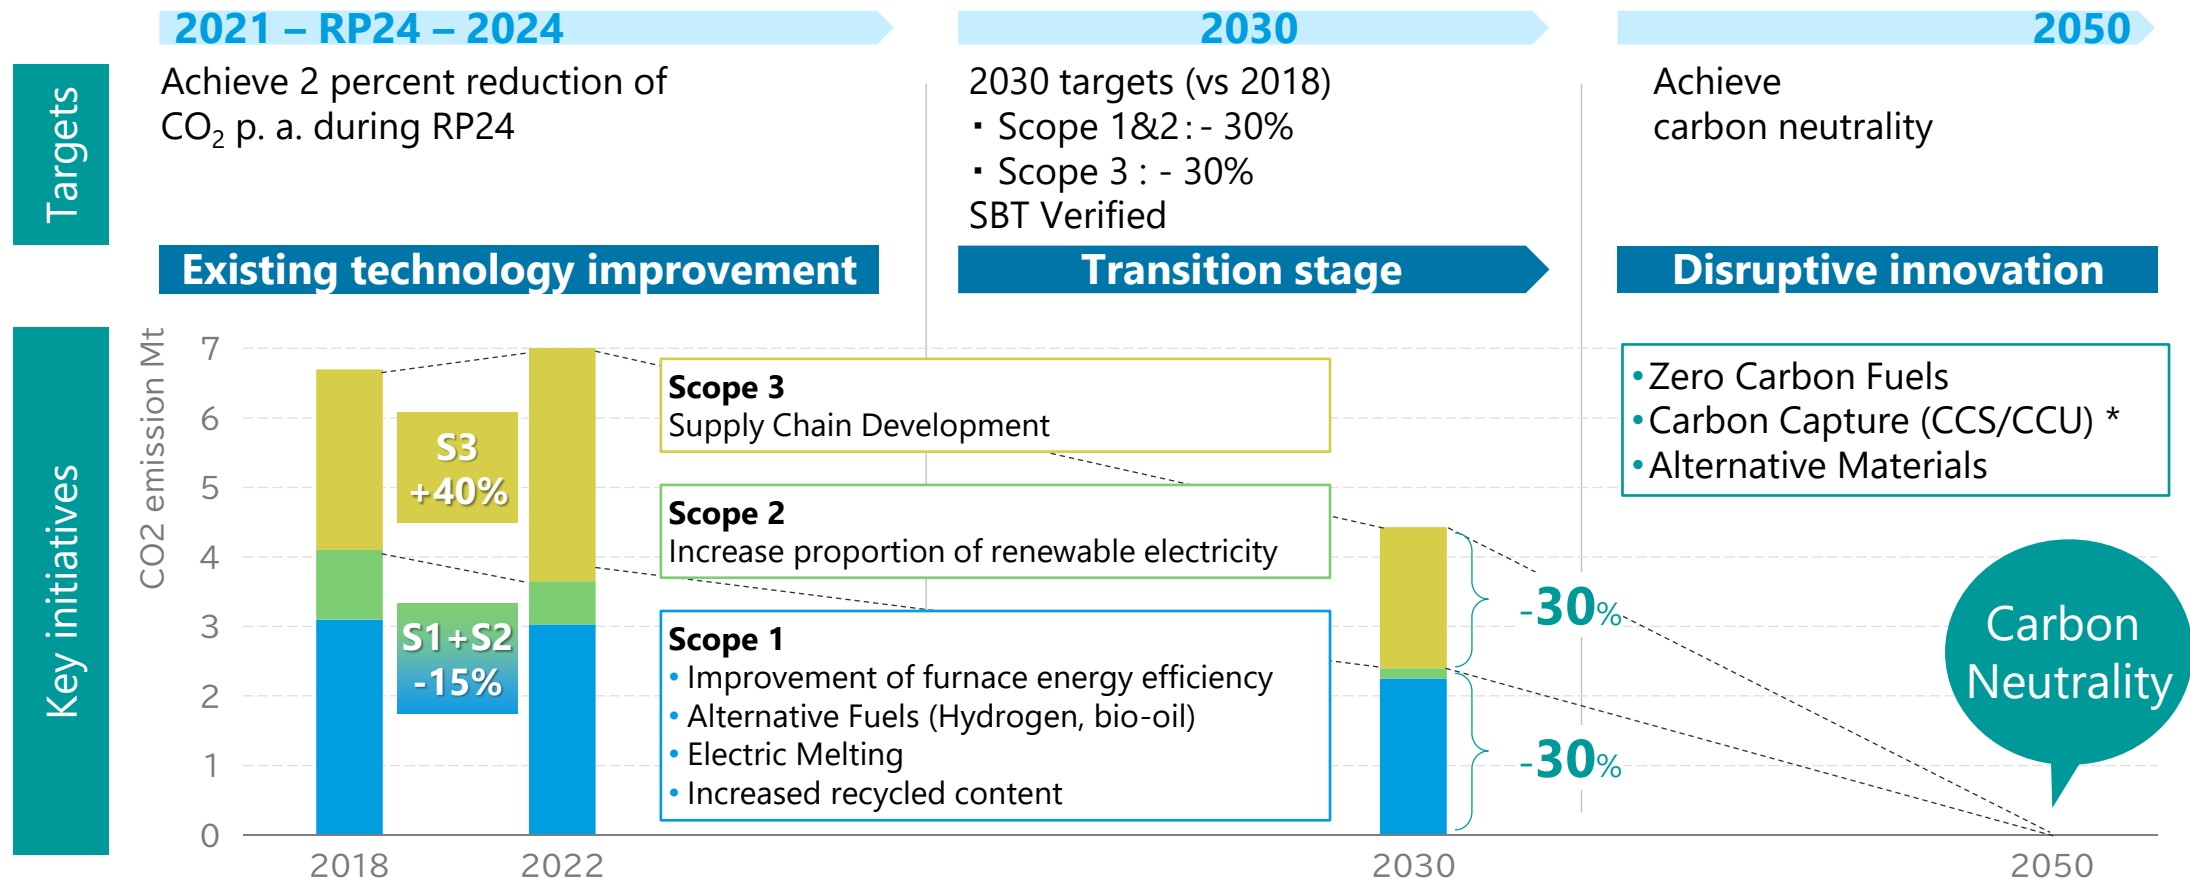 2021 – RP24 – 2024
2030
2050
Targets
Achieve 2 percent reduction of
CO₂ p. a. during RP24
2030 targets (vs 2018)
・Scope 1&2 : - 30%
・Scope 3 : - 30%
SBT Verified
Achieve
carbon neutrality
Existing technology improvement
Transition stage
Disruptive innovation
Key initiatives
CO2 emission Mt
7
6
5
4
3
2
1
0
S3
+40%
S1+S2
-15%
Scope 3
Supply Chain Development
Scope 2
Increase proportion of renewable electricity
Scope 1
• Improvement of furnace energy efficiency
• Alternative Fuels (Hydrogen, bio-oil)
• Electric Melting
• Increased recycled content
-30%
-30%
• Zero Carbon Fuels
• Carbon Capture (CCS/CCU) *
• Alternative Materials
Carbon
Neutrality
2018
2022
2030
2050